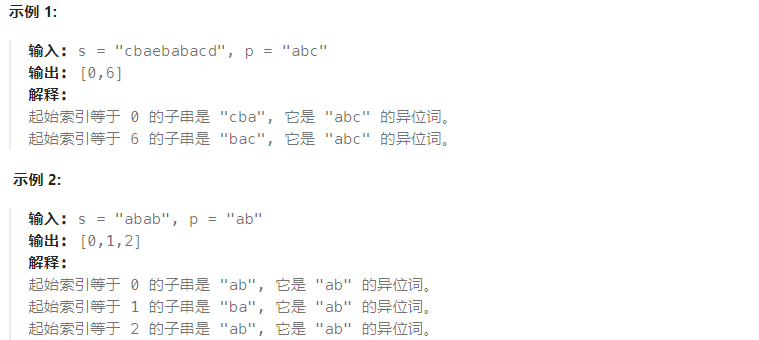 示例 1:
输入: s = "cbaebabacd", p = "abc"
输出: [0,6]
解释:
起始索引等于 0 的子串是 "cba", 它是 "abc" 的异位词。
起始索引等于 6 的子串是 "bac", 它是 "abc" 的异位词。
示例 2:
输入: s = "abab", p = "ab"
输出: [0,1,2]
解释:
起始索引等于 0 的子串是 "ab", 它是 "ab" 的异位词。
起始索引等于 1 的子串是 "ba", 它是 "ab" 的异位词。
起始索引等于 2 的子串是 "ab", 它是 "ab" 的异位词。